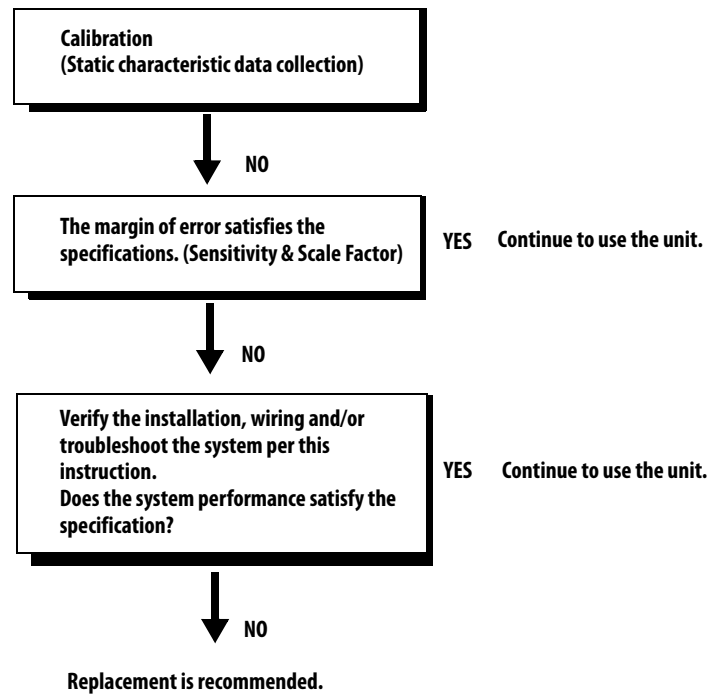 Calibration
(Static characteristic data collection)
NO
The margin of error satisfies the
specifications. (Sensitivity & Scale Factor)
YES Continue to use the unit.
NO
Verify the installation, wiring and/or
troubleshoot the system per this
instruction.
Does the system performance satisfy the
specification?
YES Continue to use the unit.
NO
Replacement is recommended.